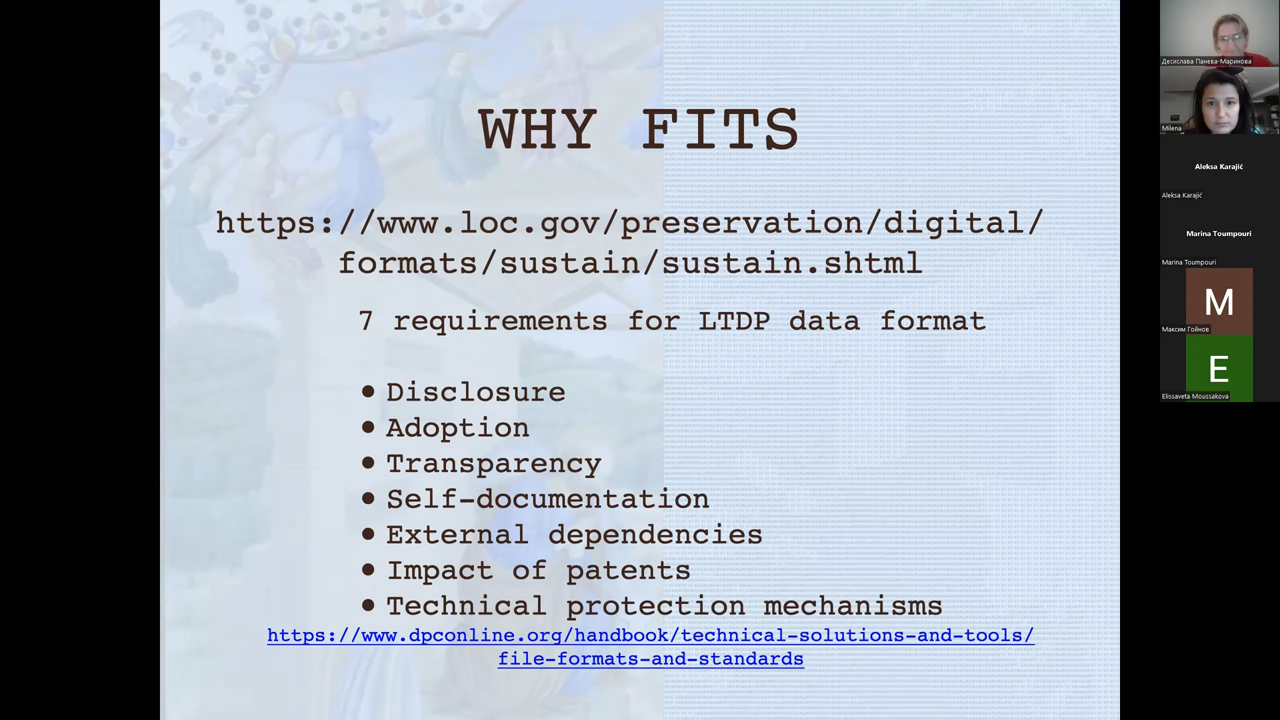 WHY FITS
https://www.loc.gov/preservation/digital/
formats/sustain/sustain.shtml
7 requirements for LTDP data format
● Disclosure
● Adoption
● Transparency
● Self-documentation
● External dependencies
● Impact of patents
● Technical protection mechanisms
https://www.dpconline.org/handbook/technical-solutions-and-tools/
file-formats-and-standards
Десислава Панева-Маринова
Milena
Aleksa Karajić
Aleksa Karajić
Marina Toumpouri
Marina Toumpouri
M
Максим Гойнов
E
Elissaveta Moussakova